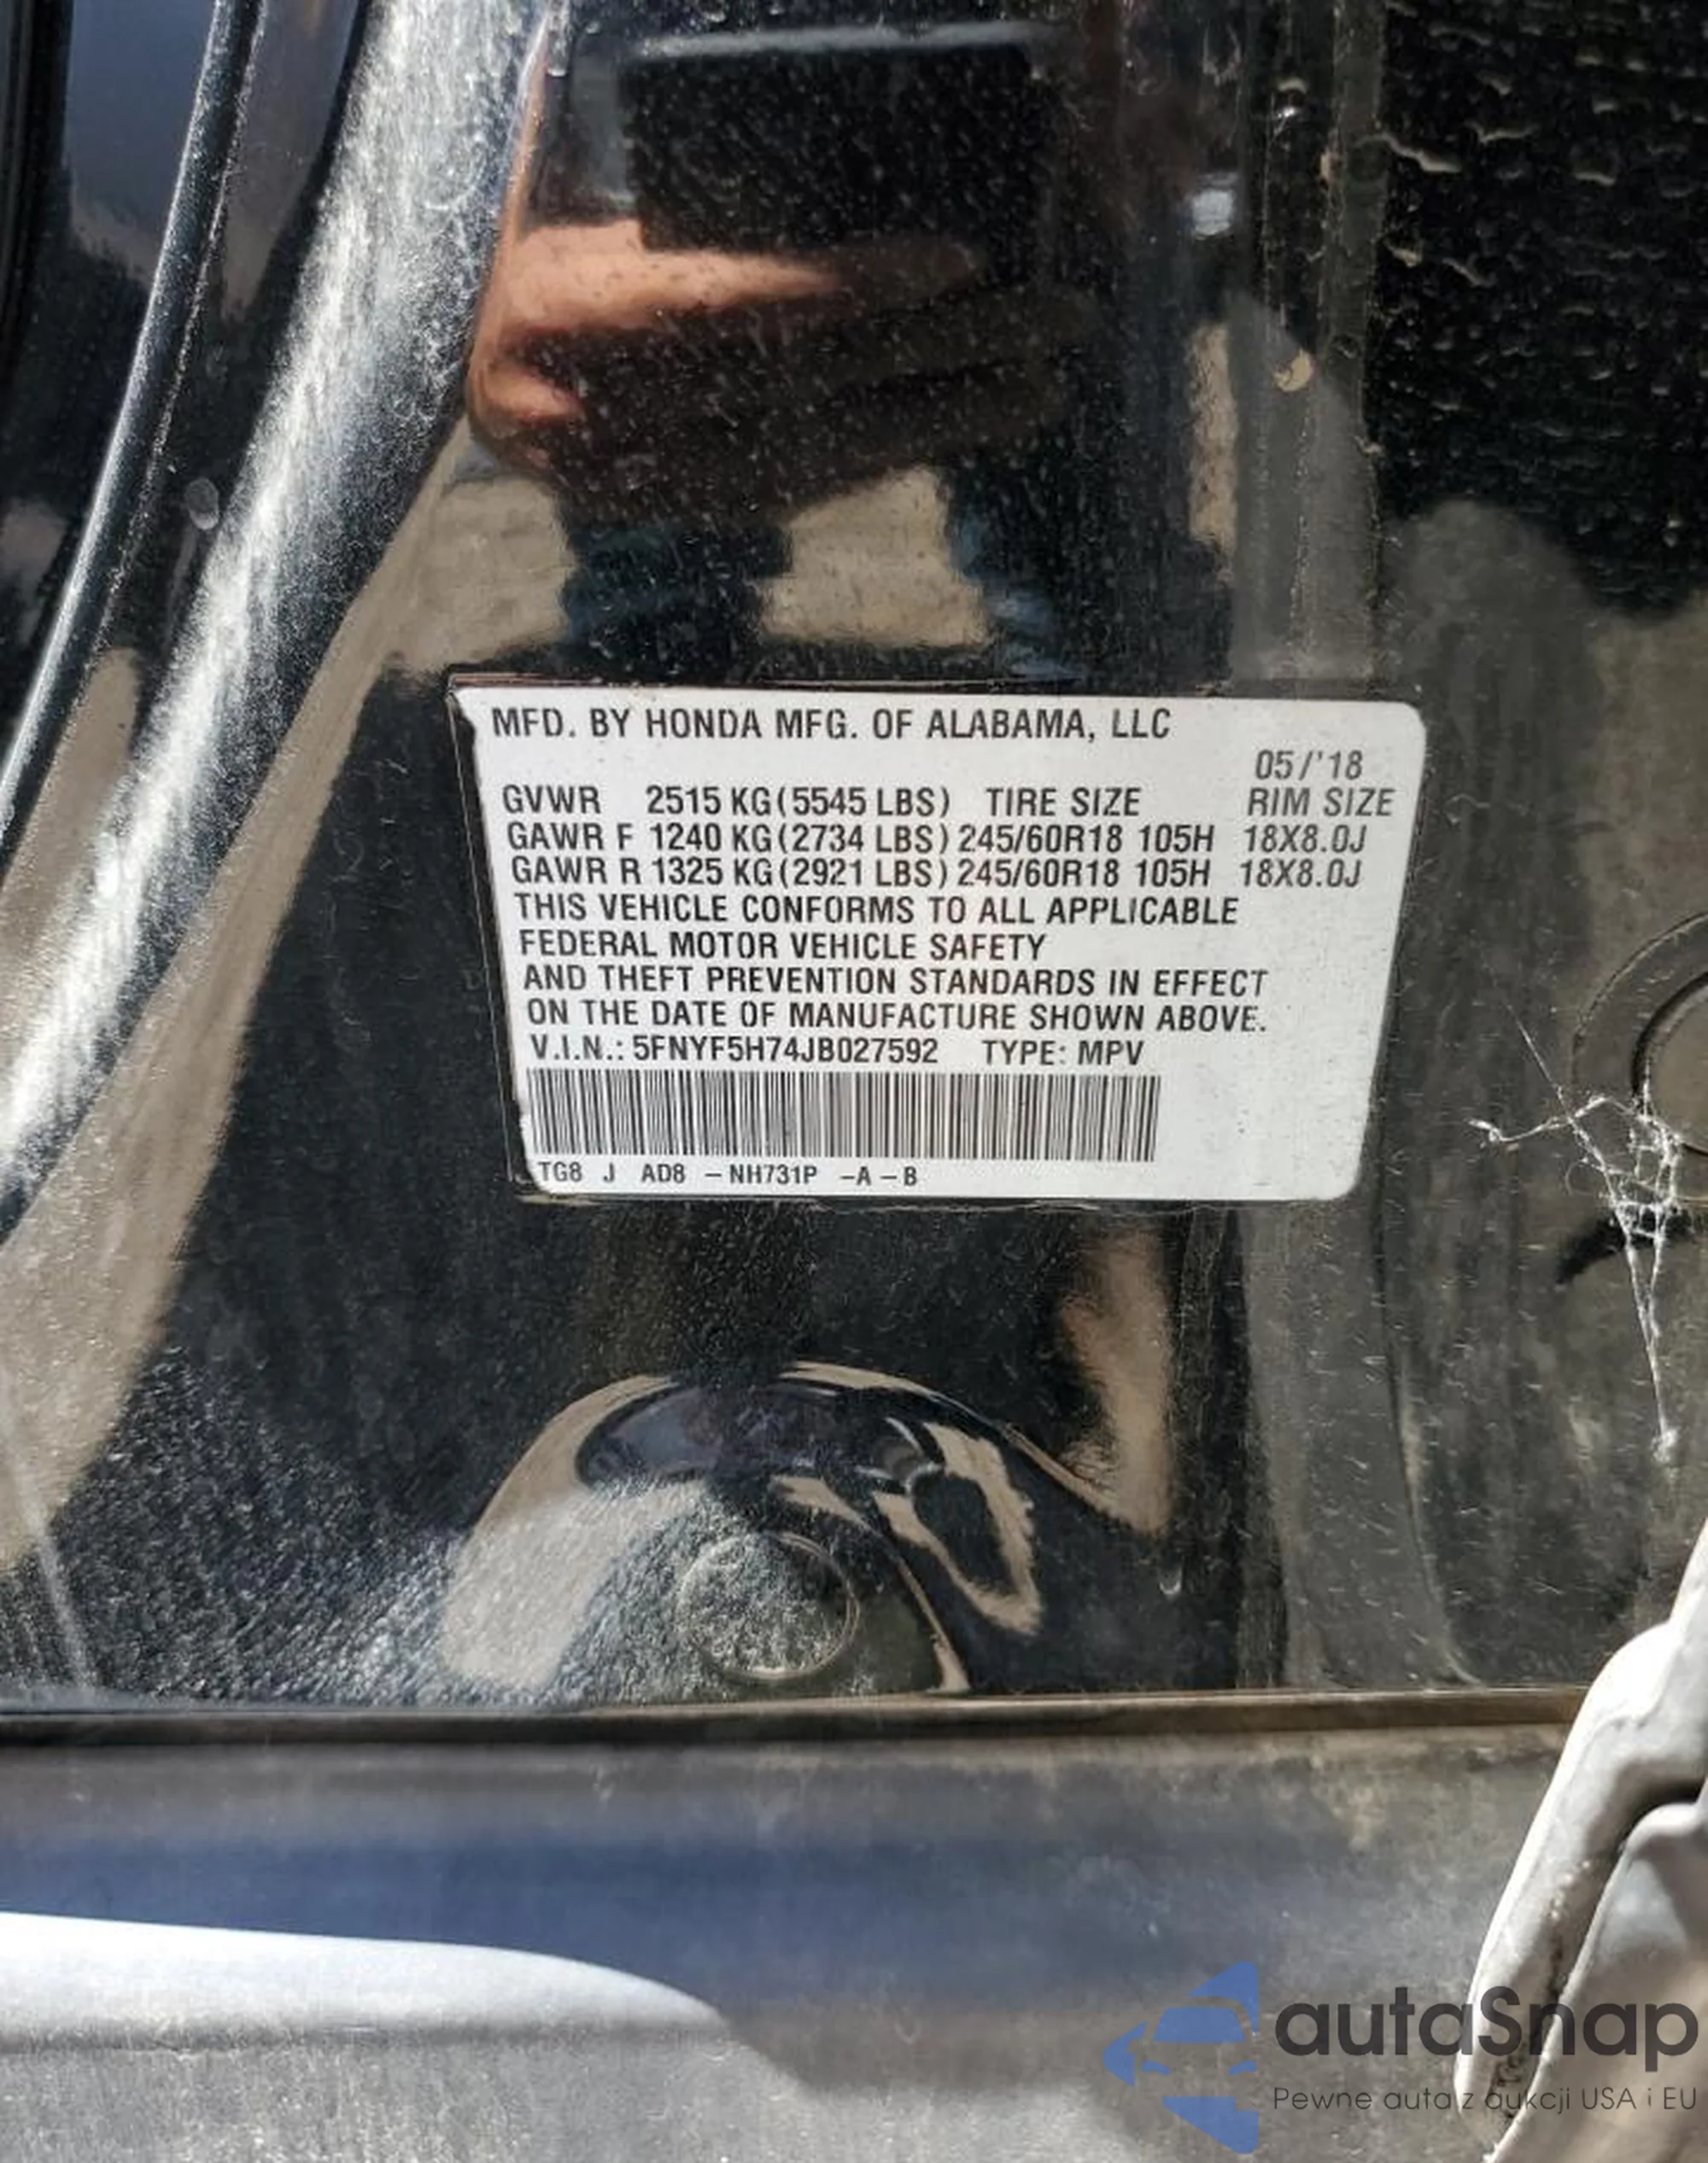 MFD. BY HONDA MFG. OF ALABAMA, LLC
05/'18
GVWR 2515 KG (5545 LBS) TIRE SIZE RIM SIZE
GAWR F 1240 KG (2734 LBS) 245/60R18 105H 18X8.0J
GAWR R 1325 KG (2921 LBS) 245/60R18 105H 18X8.0J
THIS VEHICLE CONFORMS TO ALL APPLICABLE
FEDERAL MOTOR VEHICLE SAFETY
AND THEFT PREVENTION STANDARDS IN EFFECT
ON THE DATE OF MANUFACTURE SHOWN ABOVE.
V.I.N.: 5FNYF5H74JB027592 TYPE: MPV
TG8 J AD8 – NH731P –A – B
autaSnap
Pewne auta z aukcji USA i EU